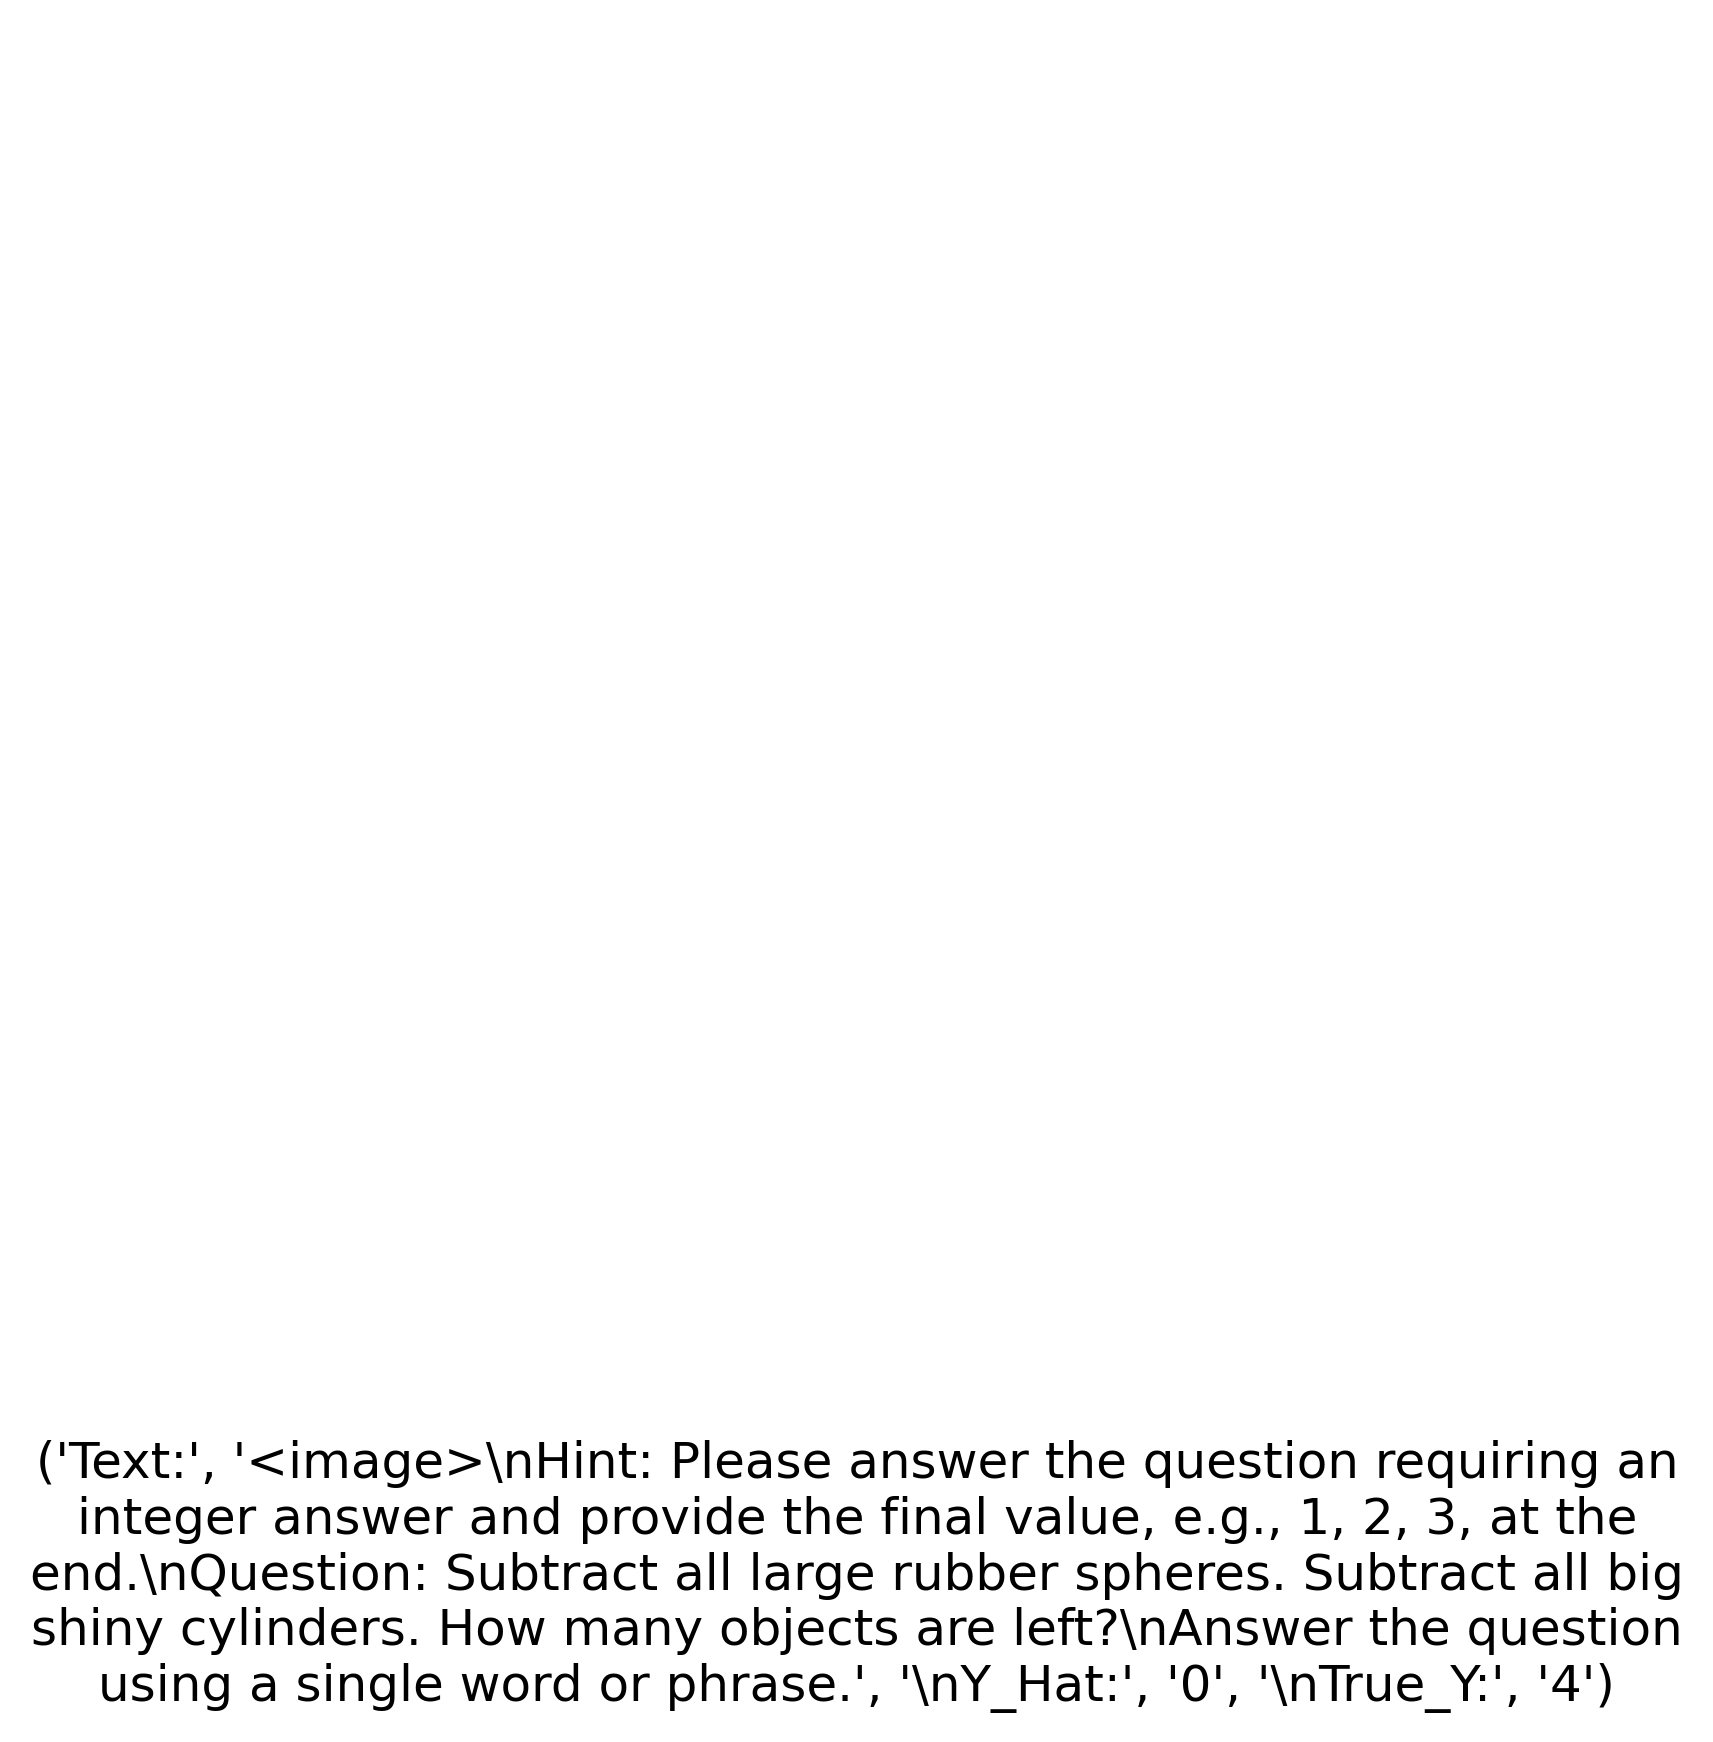 ('Text:', '<image>\nHint: Please answer the question requiring an
integer answer and provide the final value, e.g., 1, 2, 3, at the
end.\nQuestion: Subtract all large rubber spheres. Subtract all big
shiny cylinders. How many objects are left?\nAnswer the question
using a single word or phrase.', '\nY_Hat:', '0', '\nTrue_Y:', '4')